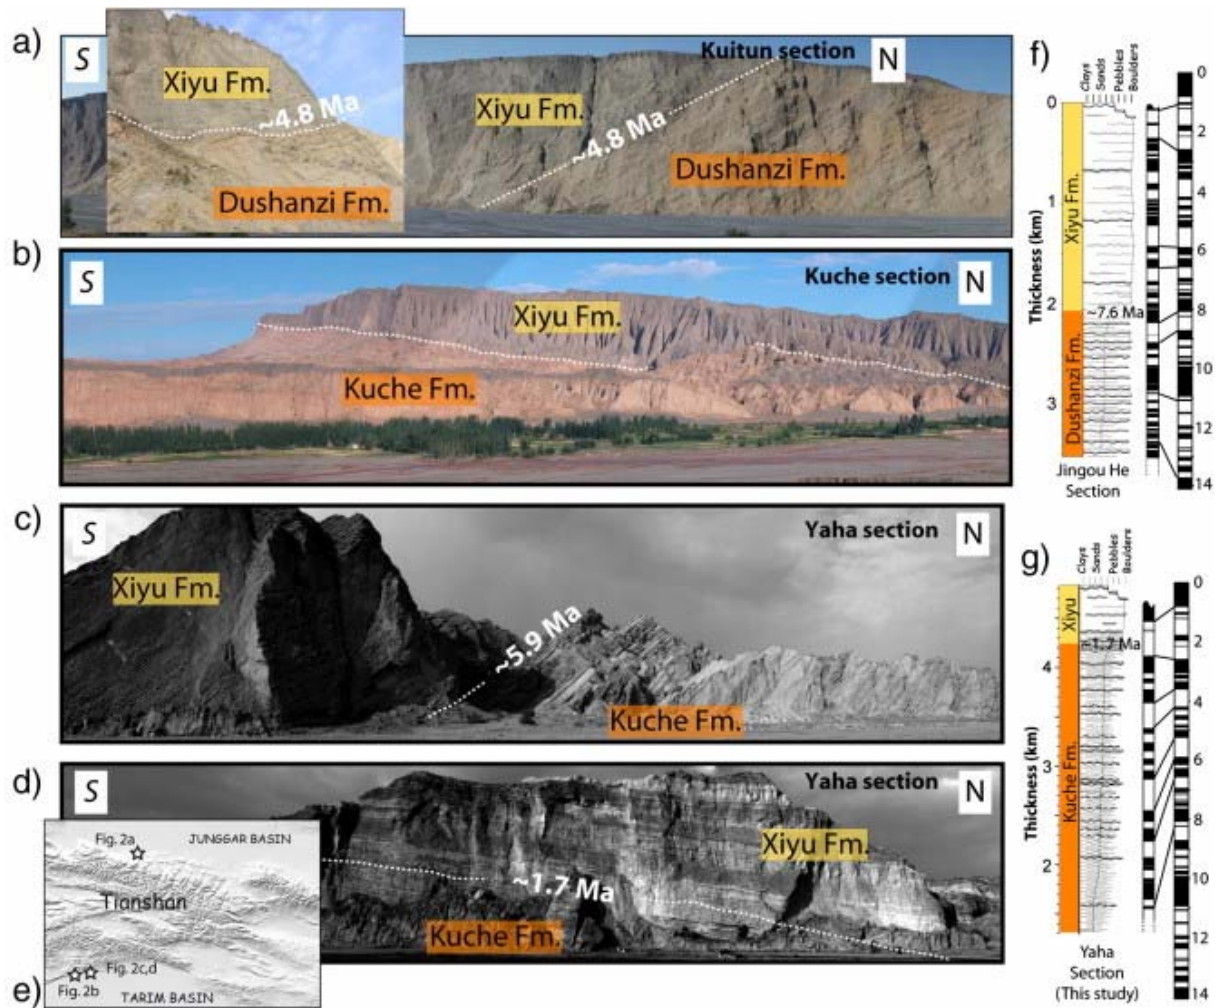 a)
S
Xiyu Fm.
~4.8 Ma
Dushanzi Fm.
Kuitun section
N
Xiyu Fm.
~4.8 Ma
Dushanzi Fm.
b)
S
Kuche section
N
Xiyu Fm.
Kuche Fm.
c)
S
Yaha section
N
Xiyu Fm.
~5.9 Ma
Kuche Fm.
d)
S
Yaha section
N
Xiyu Fm.
~1.7 Ma
Kuche Fm.
e)
Fig. 2a
JUNGGAR BASIN
Tianshan
Fig. 2c,d
Fig. 2b
TARIM BASIN
f)
Clays
Sands
Pebbles
Boulders
Thickness (km)
0
1
2
3
Xiyu Fm.
Dushanzi Fm.
~7.6 Ma
0
2
4
6
8
10
12
14
Jingou He
Section
g)
Clays
Sands
Pebbles
Boulders
Thickness (km)
4
3
2
Xiyu
Kuche Fm.
~1.7 Ma
0
2
4
6
8
10
12
14
Yaha
Section
(This study)